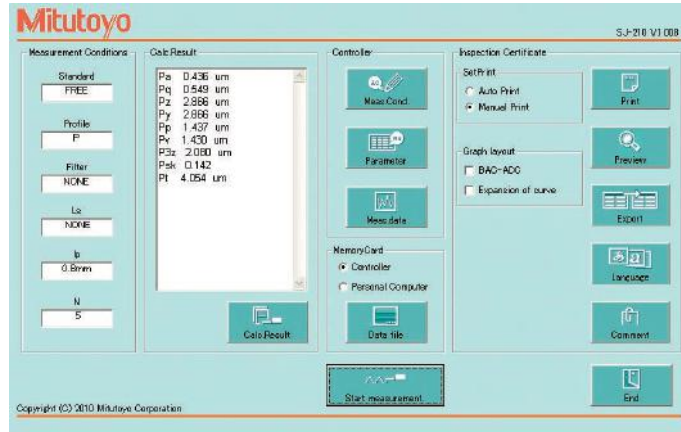 Mitutoyo
SJ-210 V1.008
Measurement Conditions
Standard
FREE
Profile
P
Filter
NONE
Ls
NONE
lp
0.8mm
N
5
Calc.Result
Pa 0.436 um
Pq 0.549 um
Pz 2.866 um
Py 2.866 um
Pp 1.437 um
Pv 1.430 um
P3z 2.080 um
Psk 0.142
Pt 4.054 um
Calc.Result
Controller
Meas.Cond.
Parameter
Meas.data
MemoryCard
Controller
Personal Computer
Data file
Start measurement
Inspection Certificate
SetPrint
Auto Print
Manual Print
Graph layout
BAC-ADC
Expansion of curve
Print
Preview
Export
Language
Comment
End
Copyright (C) 2010 Mitutoyo Corporation